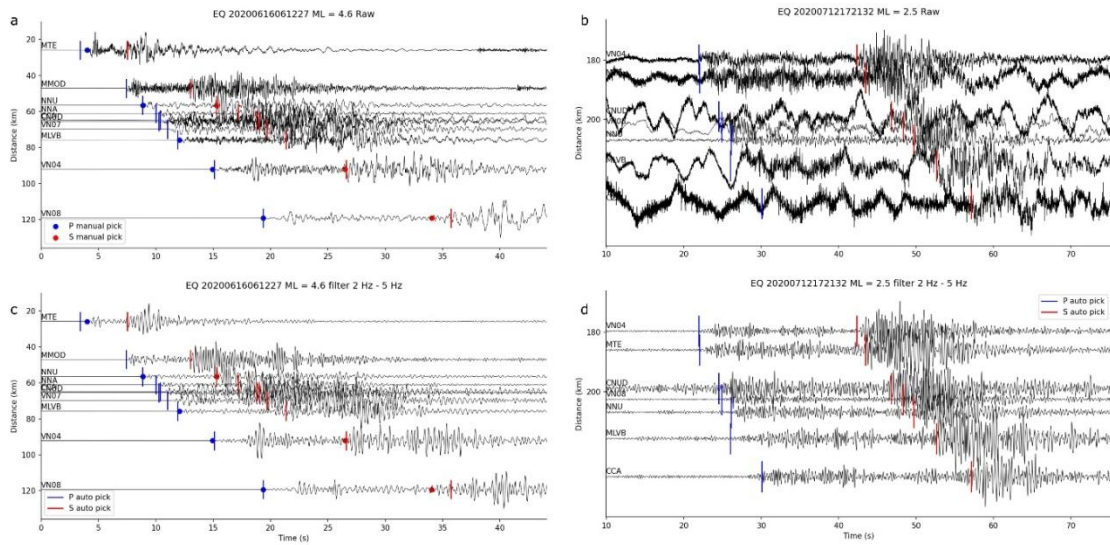 a
EQ 20200616061227 ML = 4.6 Raw
MTE
MMOD
NNU
NNA
VN07
MLVB
VN04
VN08
20
40
60
80
100
120
Distance (km)
P manual pick
S manual pick
0 5 10 15 20 25 30 35 40
b
EQ 20200712172132 ML = 2.5 Raw
VN04
CNUD
180
200
Distance (km)
10 20 30 40 50 60 70
c
EQ 20200616061227 ML = 4.6 filter 2 Hz - 5 Hz
MTE
MMOD
NNU
NNA
VN07
MLVB
VN04
VN08
20
40
60
80
100
120
Distance (km)
P auto pick
S auto pick
0 5 10 15 20 25 30 35 40
Time (s)
d
EQ 20200712172132 ML = 2.5 filter 2 Hz - 5 Hz
P auto pick
S auto pick
VN04
MTE
CNUD
VN08
NNU
MLVB
CCA
180
200
Distance (km)
10 20 30 40 50 60 70
Time (s)